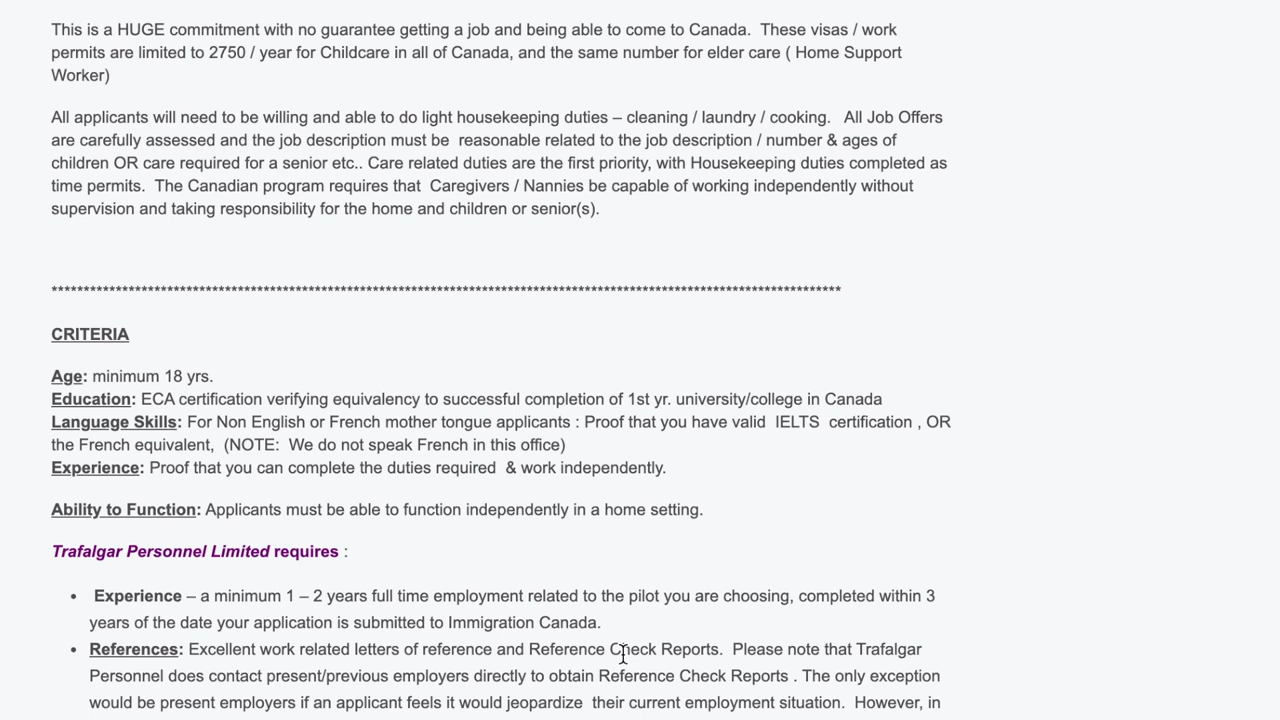 This is a HUGE commitment with no guarantee getting a job and being able to come to Canada.  These visas / work
permits are limited to 2750 / year for Childcare in all of Canada, and the same number for elder care ( Home Support
Worker)
All applicants will need to be willing and able to do light housekeeping duties – cleaning / laundry / cooking.   All Job Offers
are carefully assessed and the job description must be  reasonable related to the job description / number & ages of
children OR care required for a senior etc.. Care related duties are the first priority, with Housekeeping duties completed as
time permits.  The Canadian program requires that  Caregivers / Nannies be capable of working independently without
supervision and taking responsibility for the home and children or senior(s).
***************************************************************************************************************************
CRITERIA
Age: minimum 18 yrs.
Education: ECA certification verifying equivalency to successful completion of 1st yr. university/college in Canada
Language Skills: For Non English or French mother tongue applicants : Proof that you have valid  IELTS  certification , OR
the French equivalent,  (NOTE:  We do not speak French in this office)
Experience: Proof that you can complete the duties required  & work independently.
Ability to Function: Applicants must be able to function independently in a home setting.
Trafalgar Personnel Limited requires :
• Experience – a minimum 1 – 2 years full time employment related to the pilot you are choosing, completed within 3
years of the date your application is submitted to Immigration Canada.
• References: Excellent work related letters of reference and Reference Check Reports.  Please note that Trafalgar
Personnel does contact present/previous employers directly to obtain Reference Check Reports . The only exception
would be present employers if an applicant feels it would jeopardize  their current employment situation.  However, in